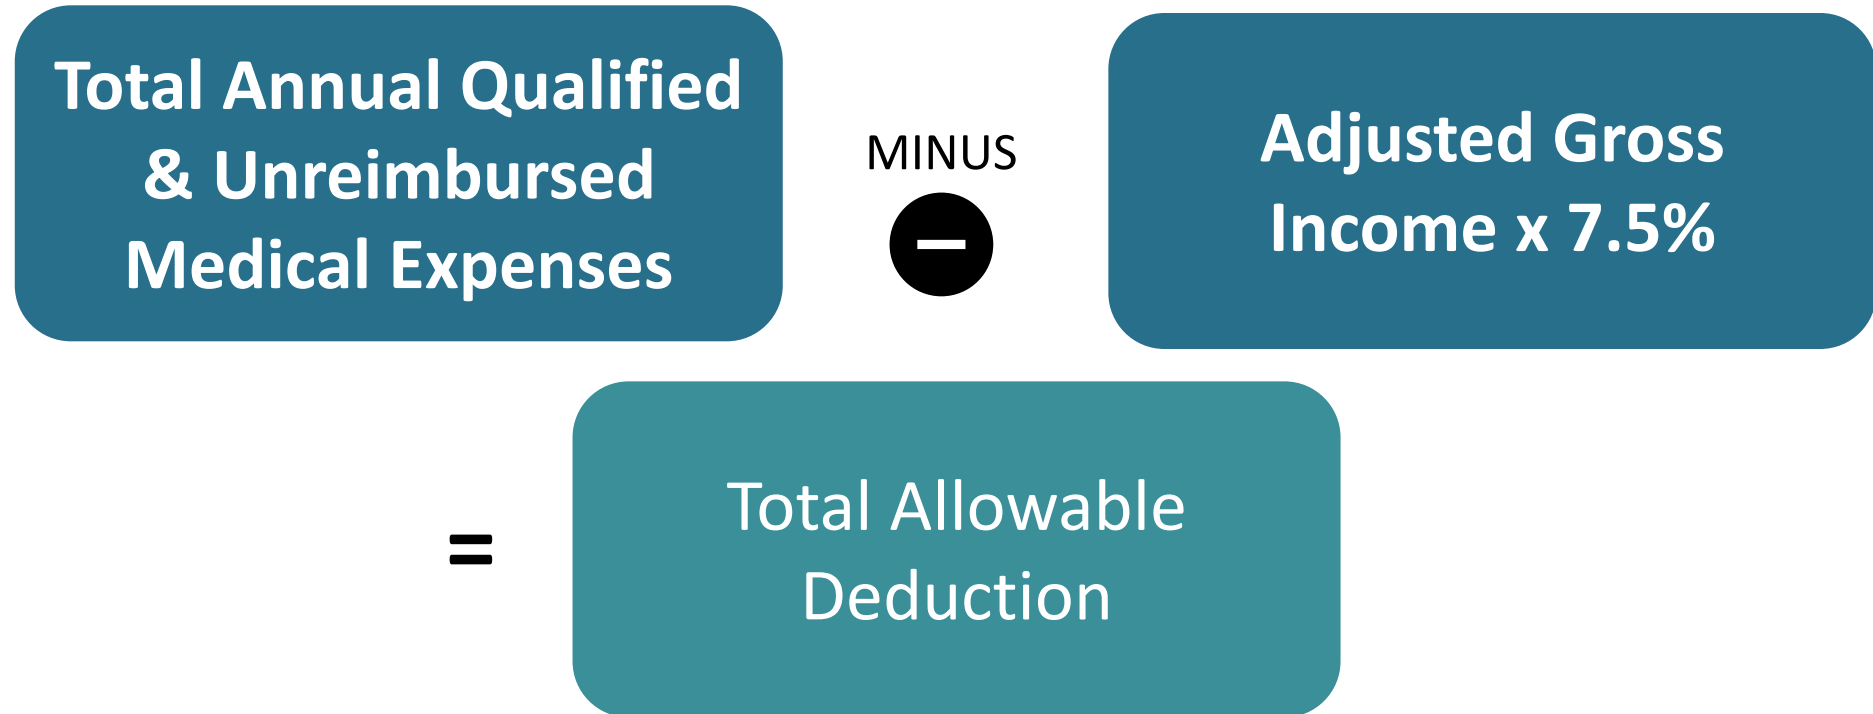 Total Annual Qualified
& Unreimbursed
Medical Expenses
MINUS
–
Adjusted Gross
Income x 7.5%
=
Total Allowable
Deduction